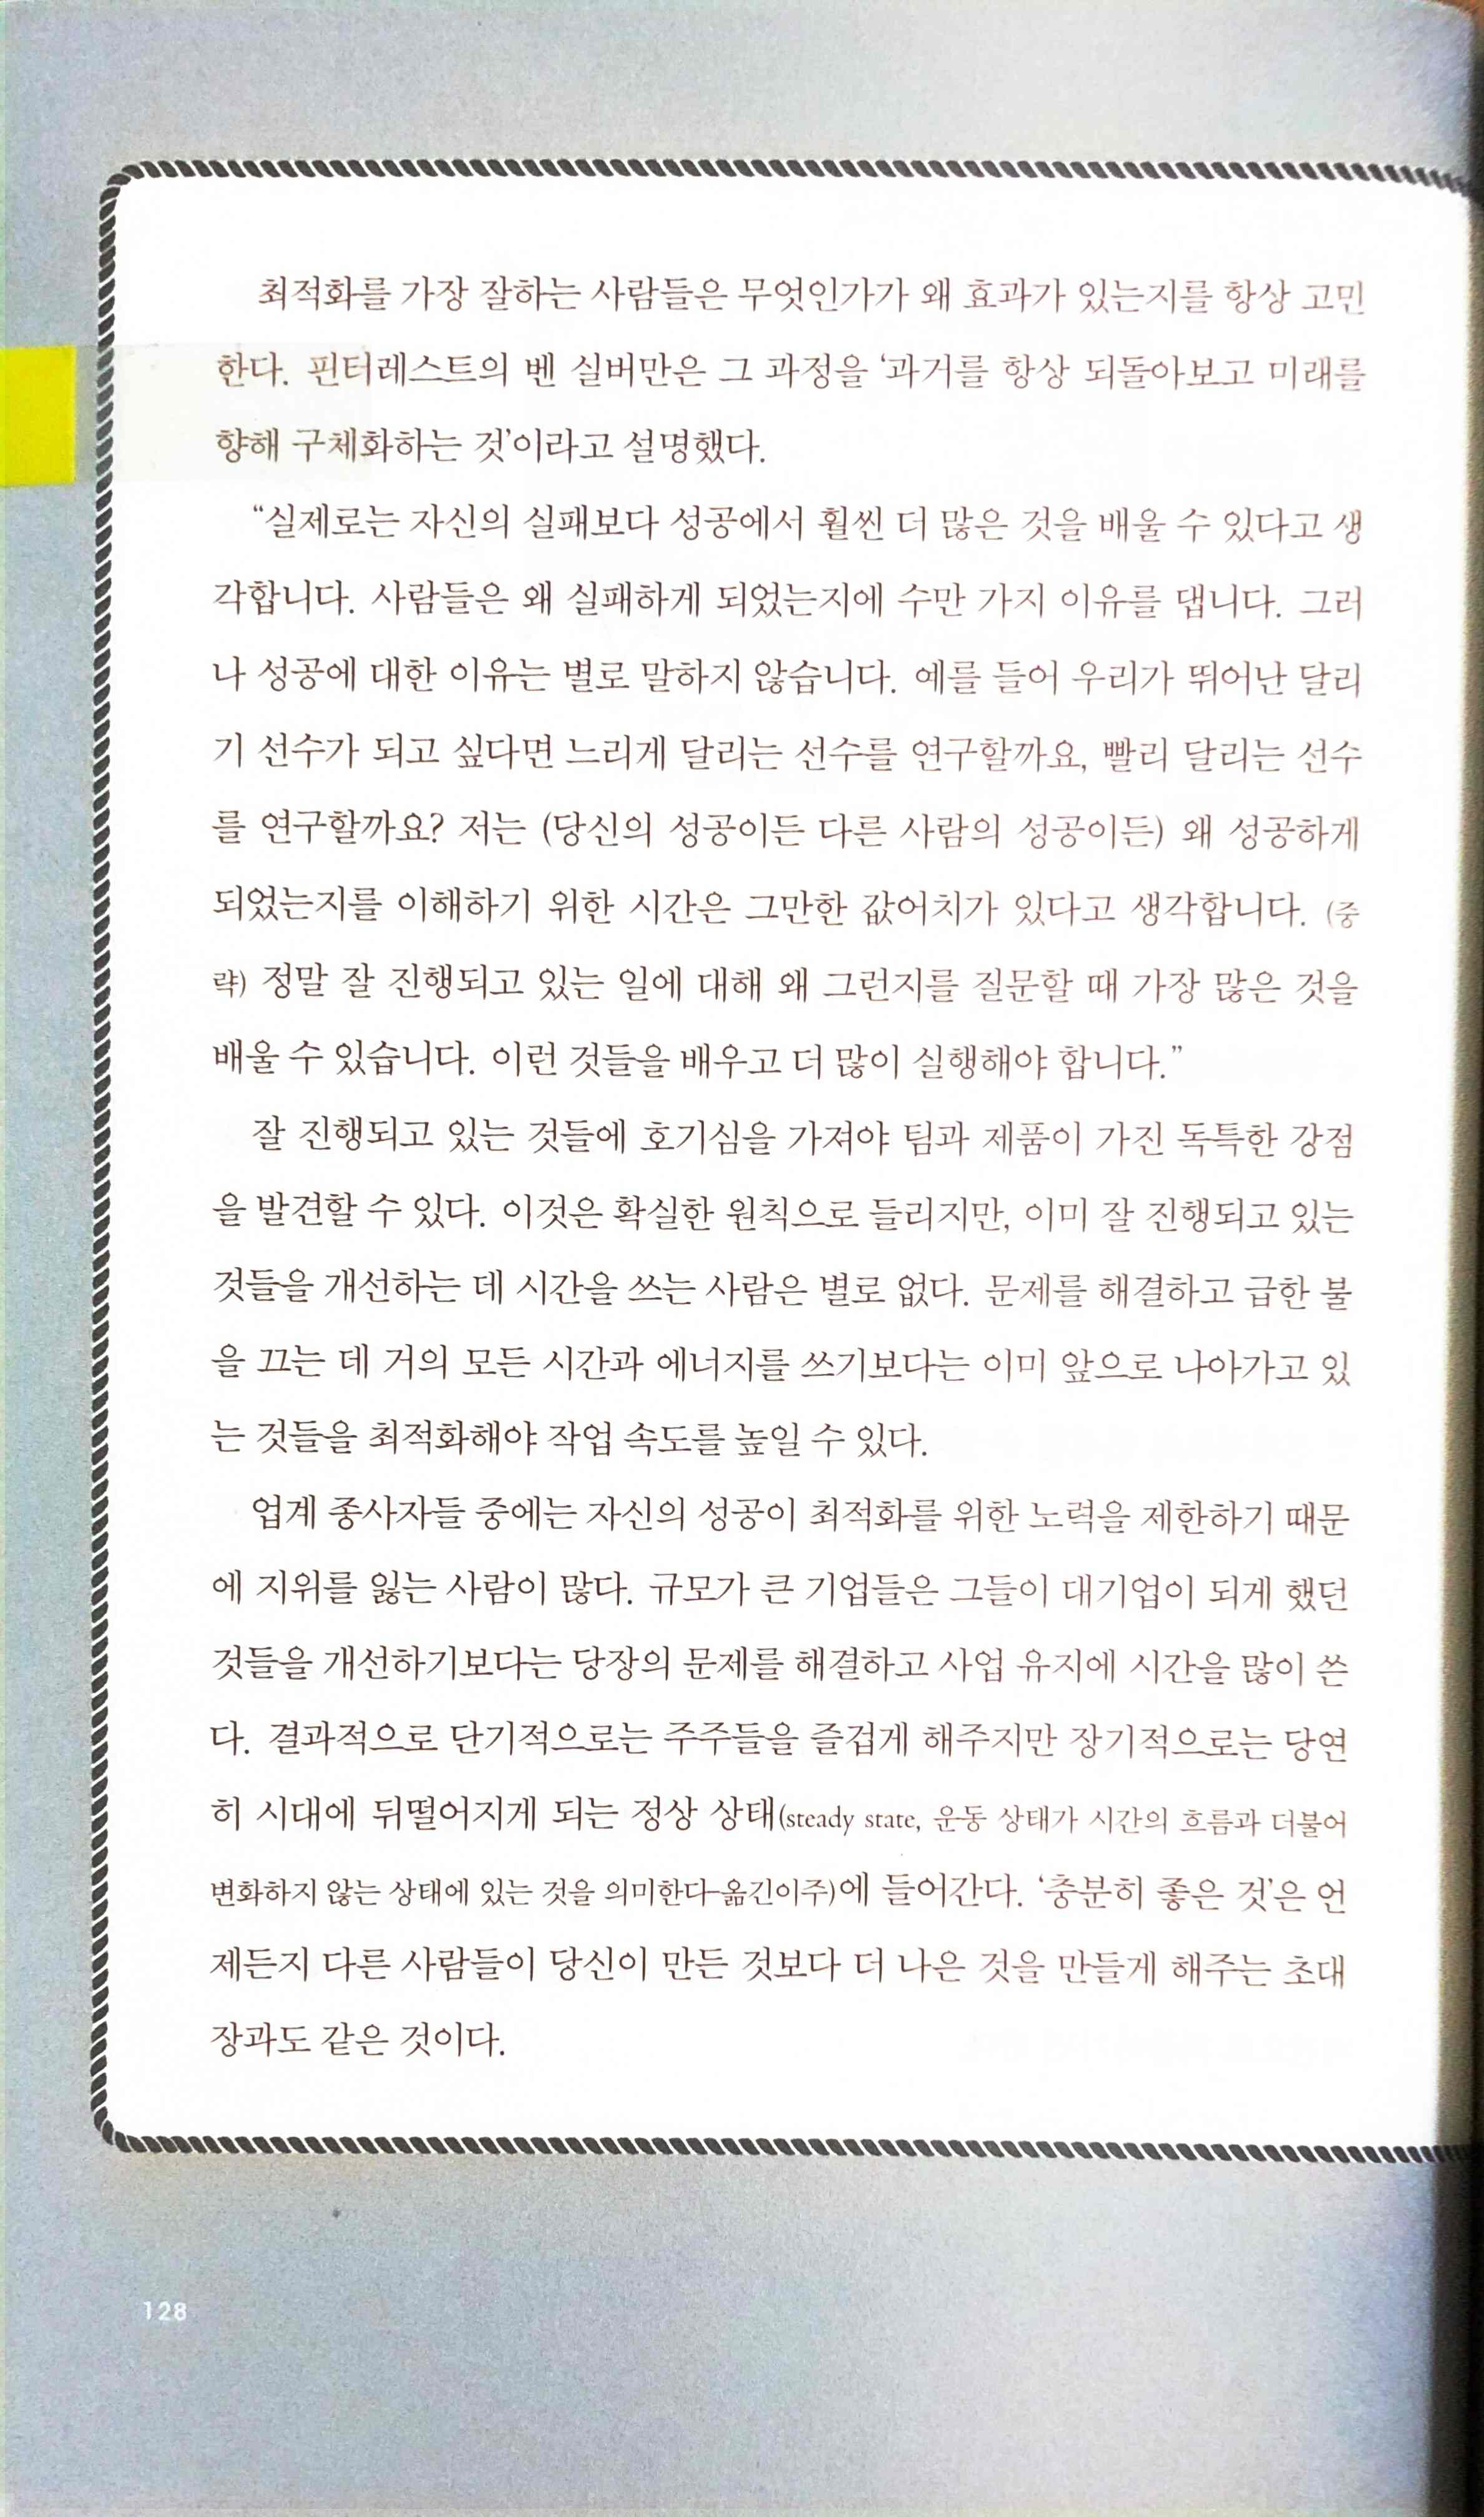 최적화를 가장 잘하는 사람들은 무엇인가가 왜 효과가 있는지를 항상 고민
한다. 핀터레스트의 벤 실버만은 그 과정을 ‘과거를 항상 되돌아보고 미래를
향해 구체화하는 것’이라고 설명했다.
“실제로는 자신의 실패보다 성공에서 훨씬 더 많은 것을 배울 수 있다고 생
각합니다. 사람들은 왜 실패하게 되었는지에 수만 가지 이유를 댑니다. 그러
나 성공에 대한 이유는 별로 말하지 않습니다. 예를 들어 우리가 뛰어난 달리
기 선수가 되고 싶다면 느리게 달리는 선수를 연구할까요, 빨리 달리는 선수
를 연구할까요? 저는 (당신의 성공이든 다른 사람의 성공이든) 왜 성공하게
되었는지를 이해하기 위한 시간은 그만한 값어치가 있다고 생각합니다. (중
략) 정말 잘 진행되고 있는 일에 대해 왜 그런지를 질문할 때 가장 많은 것을
배울 수 있습니다. 이런 것들을 배우고 더 많이 실행해야 합니다.”
잘 진행되고 있는 것들에 호기심을 가져야 팀과 제품이 가진 독특한 강점
을 발견할 수 있다. 이것은 확실한 원칙으로 들리지만, 이미 잘 진행되고 있는
것들을 개선하는 데 시간을 쓰는 사람은 별로 없다. 문제를 해결하고 급한 불
을 끄는 데 거의 모든 시간과 에너지를 쓰기보다는 이미 앞으로 나아가고 있
는 것들을 최적화해야 작업 속도를 높일 수 있다.
업계 종사자들 중에는 자신의 성공이 최적화를 위한 노력을 제한하기 때문
에 지위를 잃는 사람이 많다. 규모가 큰 기업들은 그들이 대기업이 되게 했던
것들을 개선하기보다는 당장의 문제를 해결하고 사업 유지에 시간을 많이 쓴
다. 결과적으로 단기적으로는 주주들을 즐겁게 해주지만 장기적으로는 당연
히 시대에 뒤떨어지게 되는 정상 상태(steady state, 운동 상태가 시간의 흐름과 더불어
변화하지 않는 상태에 있는 것을 의미한다-옮긴이주)에 들어간다. ‘충분히 좋은 것’은 언
제든지 다른 사람들이 당신이 만든 것보다 더 나은 것을 만들게 해주는 초대
장과도 같은 것이다.
128